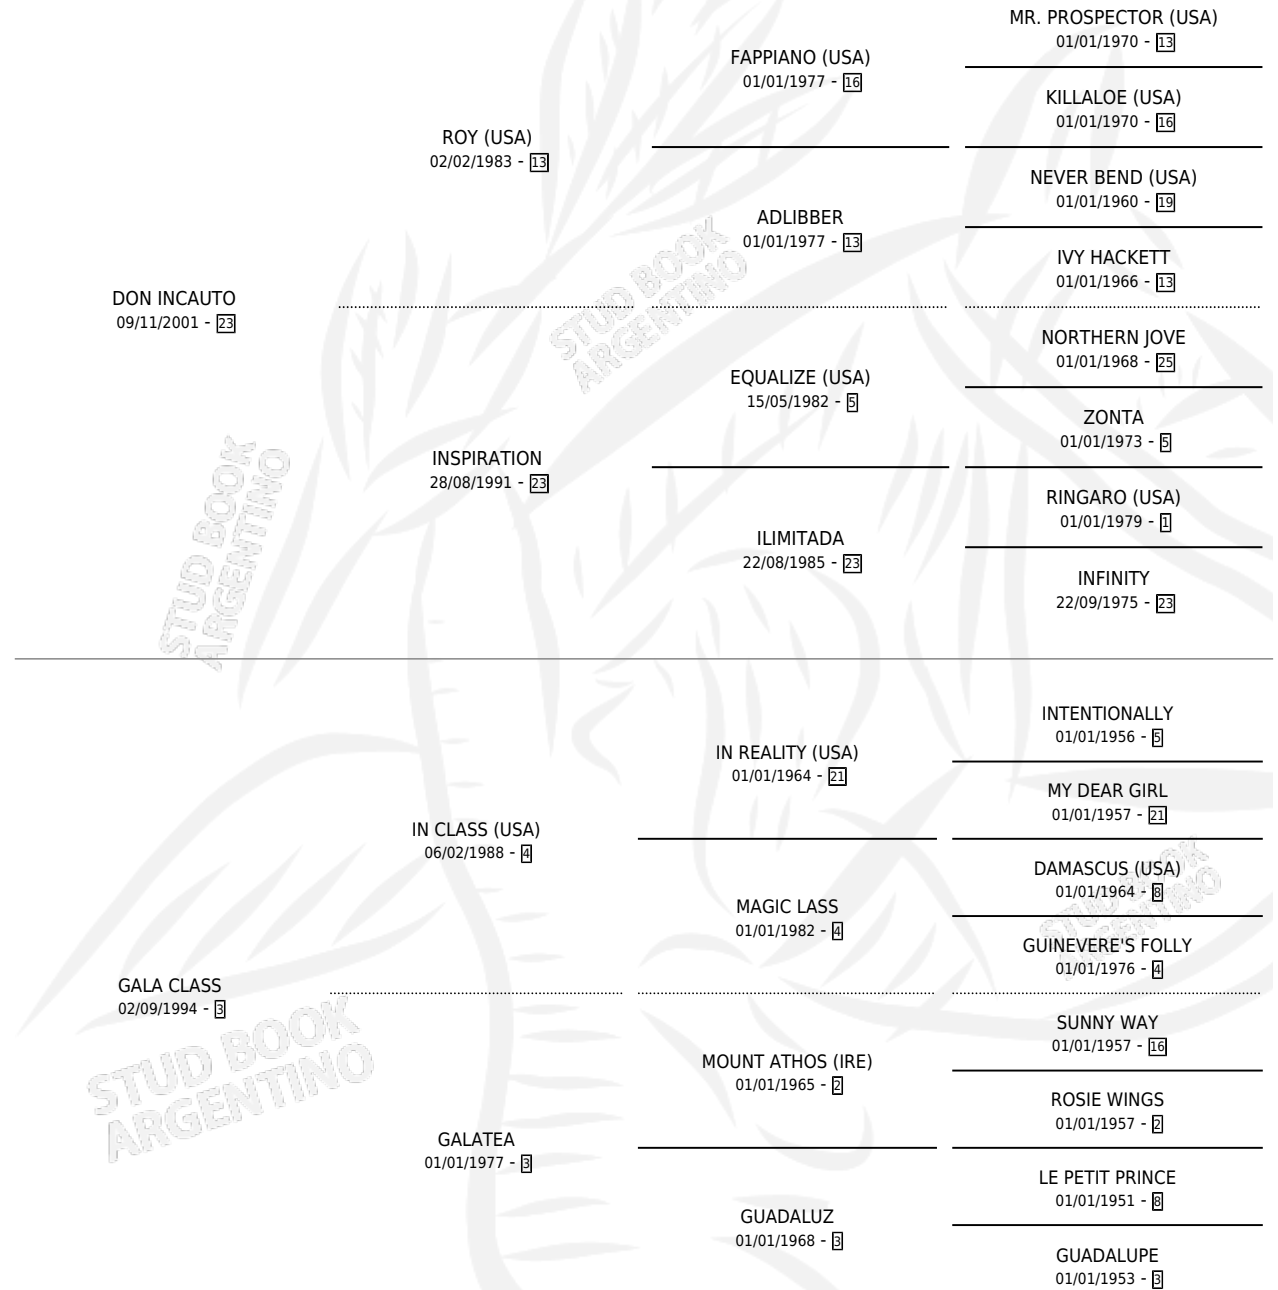 MR. PROSPECTOR (USA)
01/01/1970 - 13
FAPPIANO (USA)
01/01/1977 - 16
KILLALOE (USA)
01/01/1970 - 16
ROY (USA)
02/02/1983 - 13
NEVER BEND (USA)
01/01/1960 - 19
ADLIBBER
01/01/1977 - 13
IVY HACKETT
01/01/1966 - 13
DON INCAUTO
09/11/2001 - 23
NORTHERN JOVE
01/01/1968 - 25
EQUALIZE (USA)
15/05/1982 - 5
ZONTA
01/01/1973 - 5
INSPIRATION
28/08/1991 - 23
RINGARO (USA)
01/01/1979 - 1
ILIMITADA
22/08/1985 - 23
INFINITY
22/09/1975 - 23
INTENTIONALLY
01/01/1956 - 5
IN REALITY (USA)
01/01/1964 - 21
MY DEAR GIRL
01/01/1957 - 21
IN CLASS (USA)
06/02/1988 - 4
DAMASCUS (USA)
01/01/1964 - 8
MAGIC LASS
01/01/1982 - 4
GUINEVERE'S FOLLY
01/01/1976 - 4
GALA CLASS
02/09/1994 - 3
SUNNY WAY
01/01/1957 - 16
MOUNT ATHOS (IRE)
01/01/1965 - 2
ROSIE WINGS
01/01/1957 - 2
GALATEA
01/01/1977 - 3
LE PETIT PRINCE
01/01/1951 - 8
GUADALUZ
01/01/1968 - 3
GUADALUPE
01/01/1953 - 3
STUD BOOK
ARGENTINO
STUD BOOK
ARGENTINO
STUD BOOK
ARGENTINO
STUD BOOK
ARGENTINO